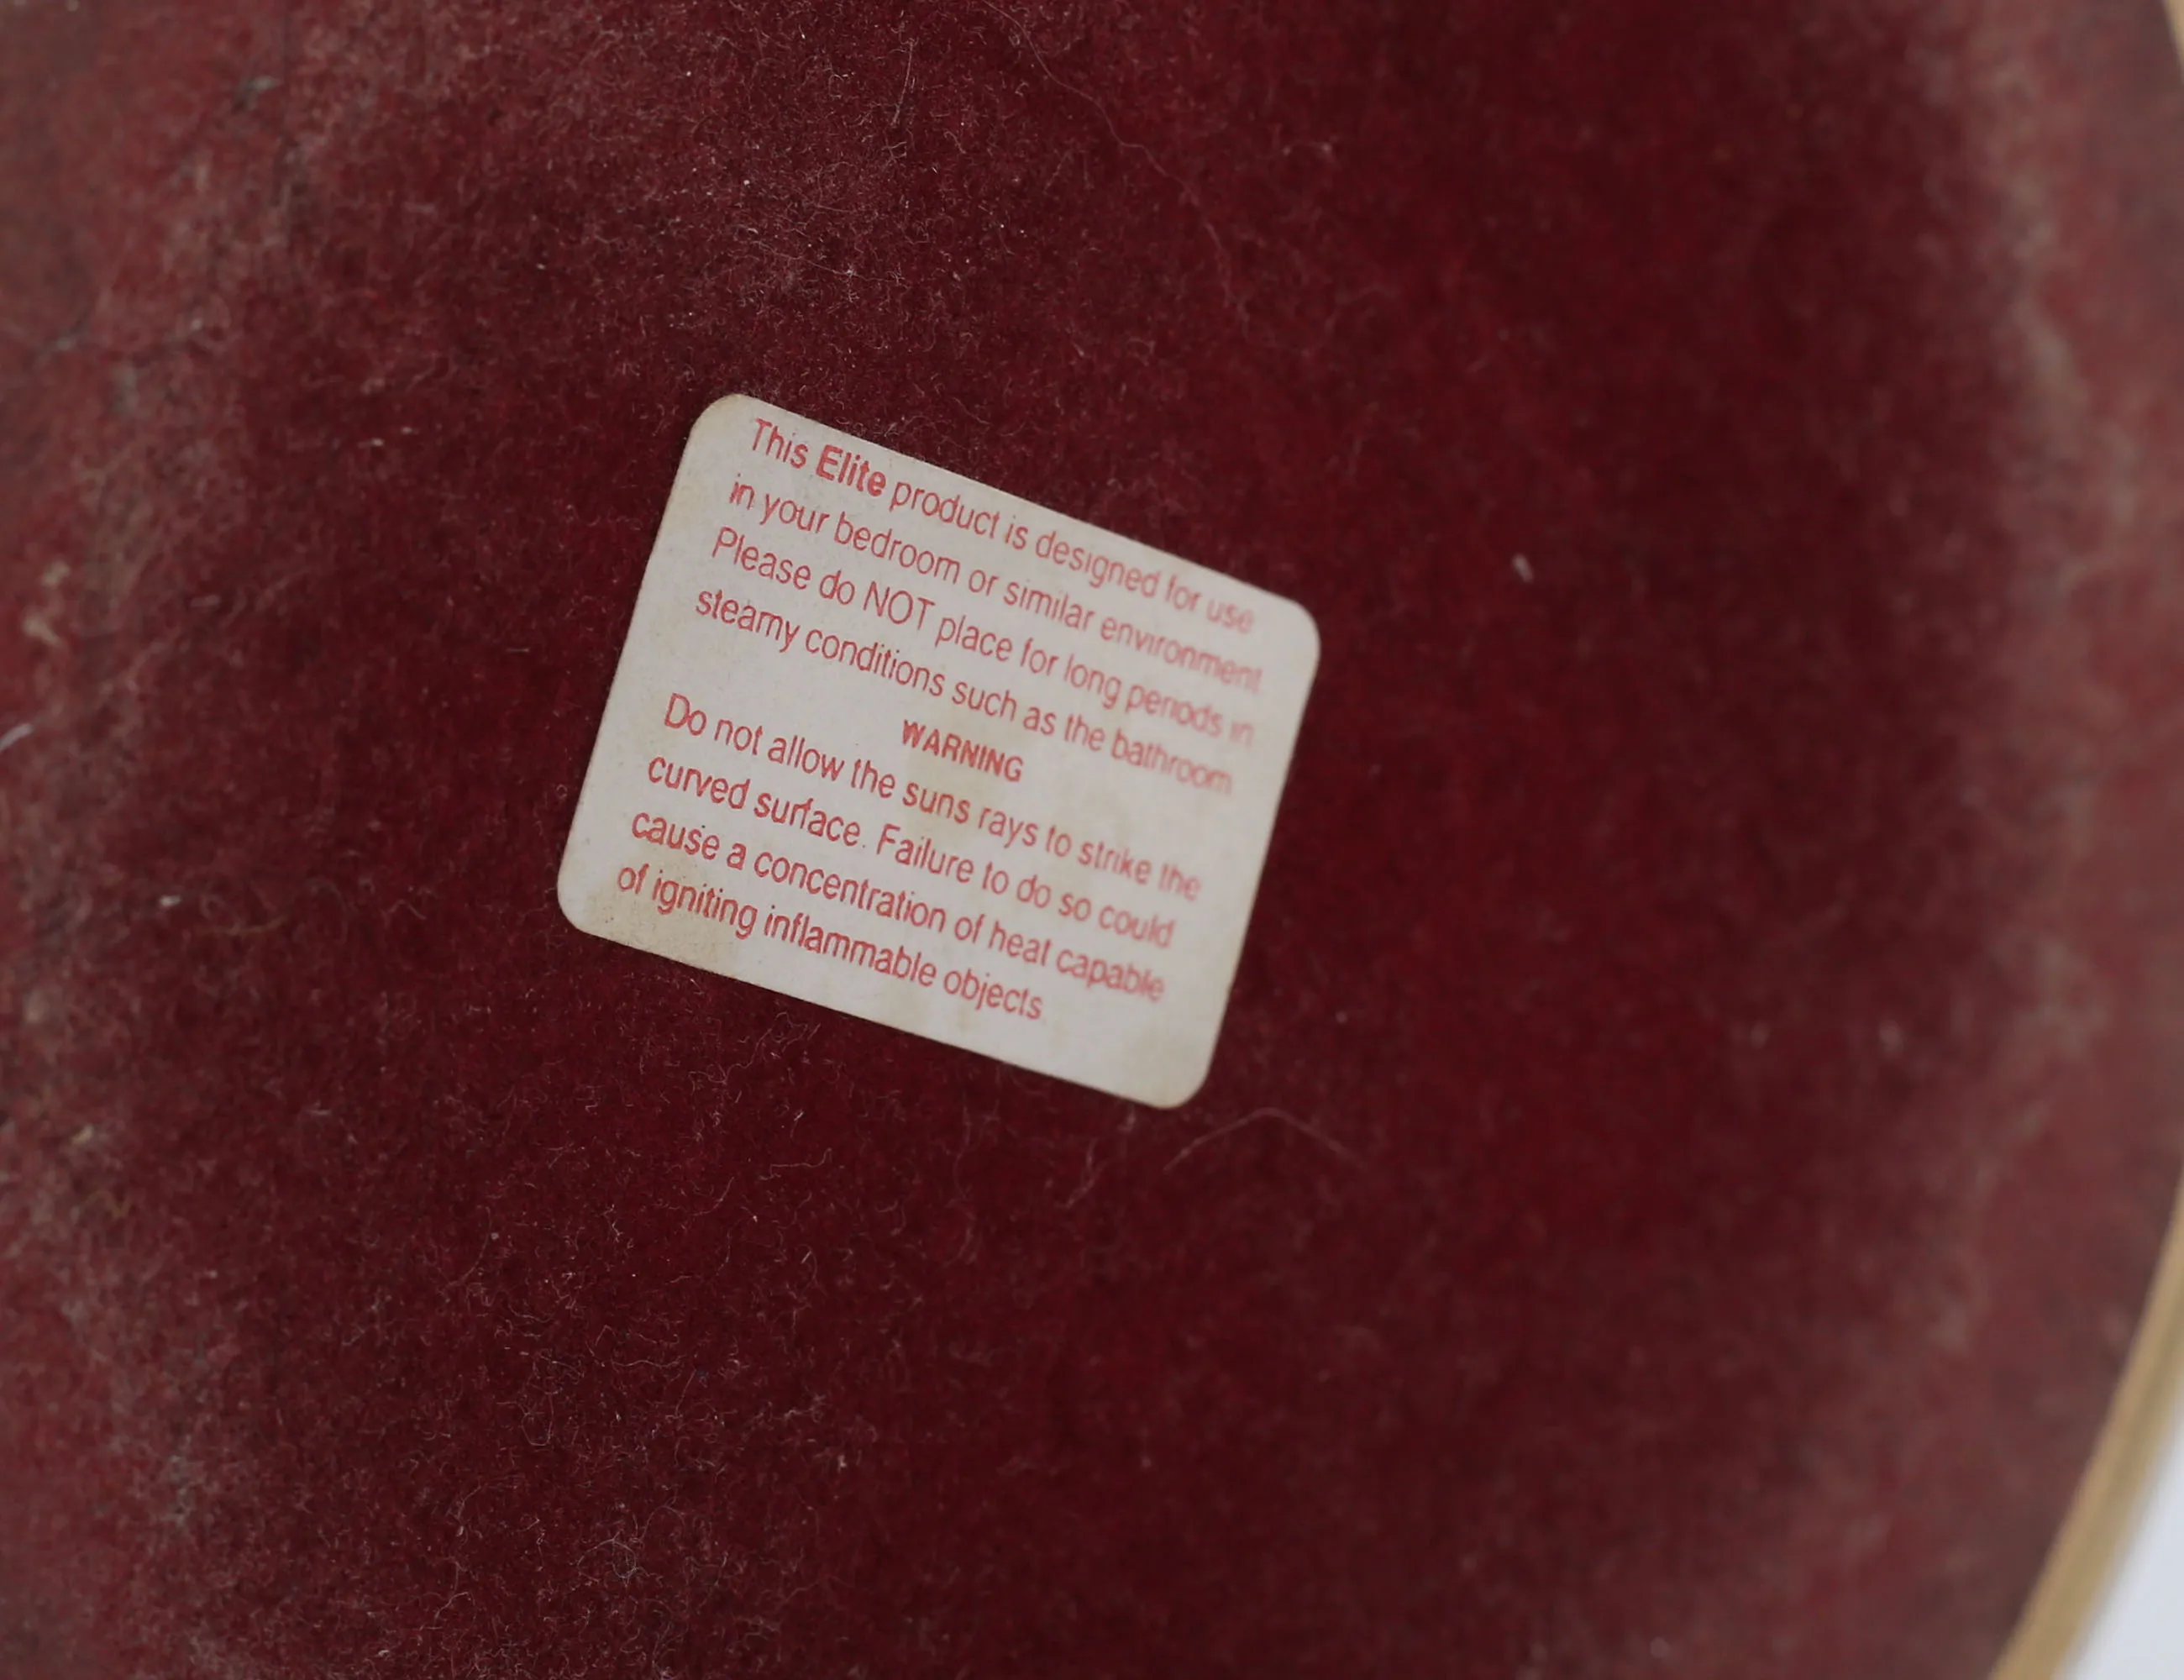 This Elite product is designed for use
in your bedroom or similar environment.
Please do NOT place for long periods in
steamy conditions such as the bathroom
WARNING
Do not allow the suns rays to strike the
curved surface. Failure to do so could
cause a concentration of heat capable
of igniting inflammable objects.